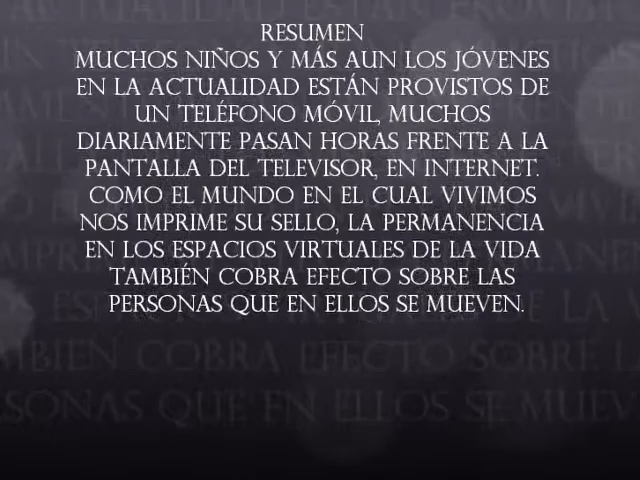 RESUMEN
MUCHOS NIÑOS Y MÁS AUN LOS JÓVENES
EN LA ACTUALIDAD ESTÁN PROVISTOS DE
UN TELÉFONO MÓVIL, MUCHOS
DIARIAMENTE PASAN HORAS FRENTE A LA
PANTALLA DEL TELEVISOR, EN INTERNET.
COMO EL MUNDO EN EL CUAL VIVIMOS
NOS IMPRIME SU SELLO, LA PERMANENCIA
EN LOS ESPACIOS VIRTUALES DE LA VIDA
TAMBIÉN COBRA EFECTO SOBRE LAS
PERSONAS QUE EN ELLOS SE MUEVEN.